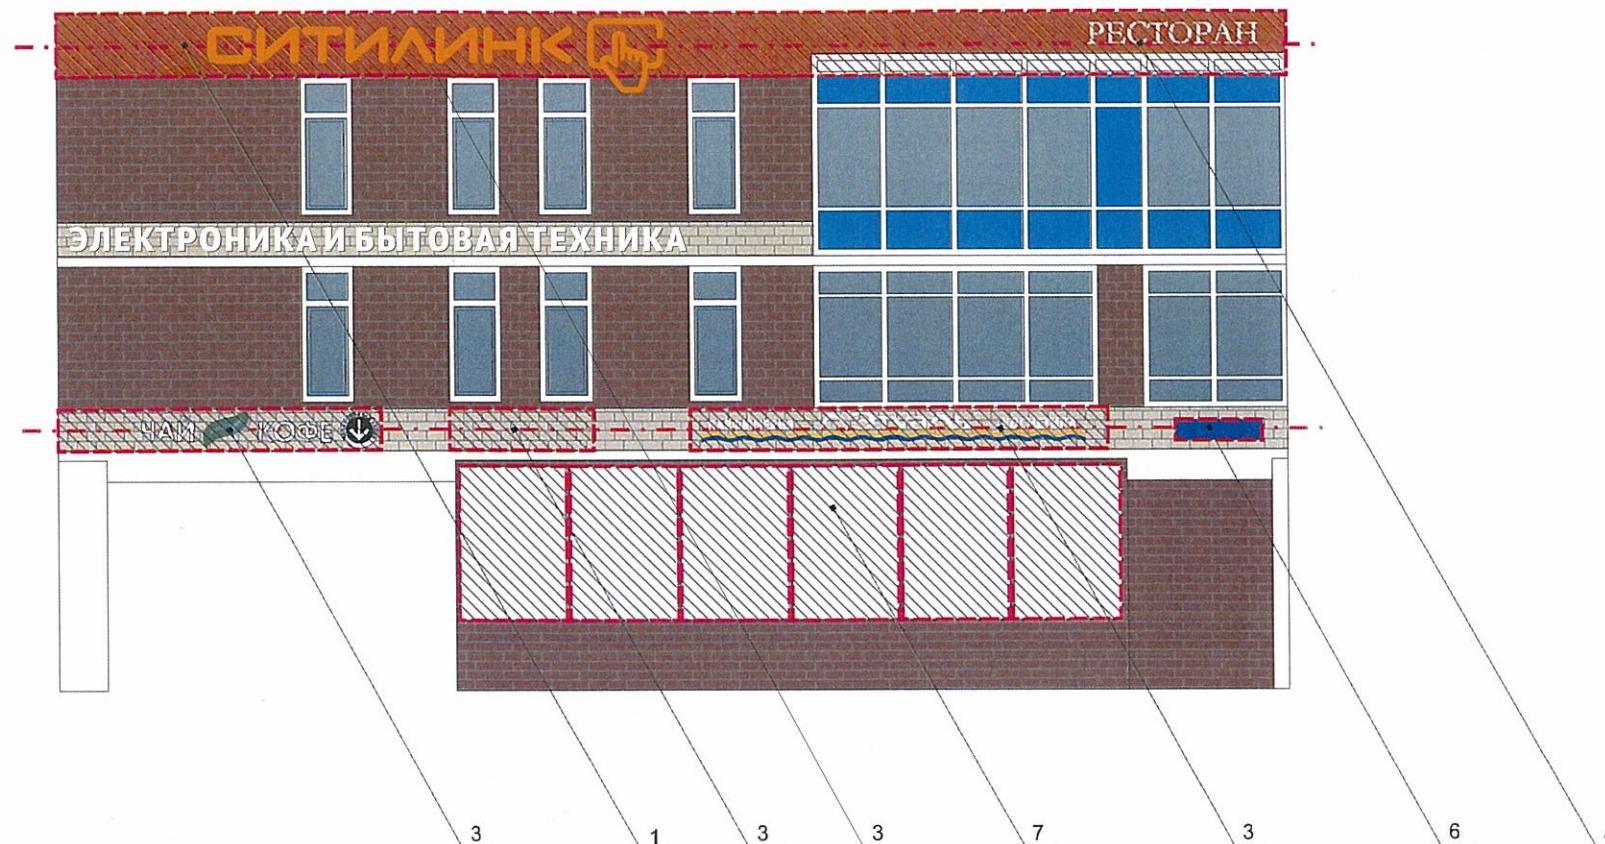 СИТИЛИНК
РЕСТОРАН
ЭЛЕКТРОНИКА И БЫТОВАЯ ТЕХНИКА
ЧАЙ КОФЕ
3 1 3 3 7 3 6